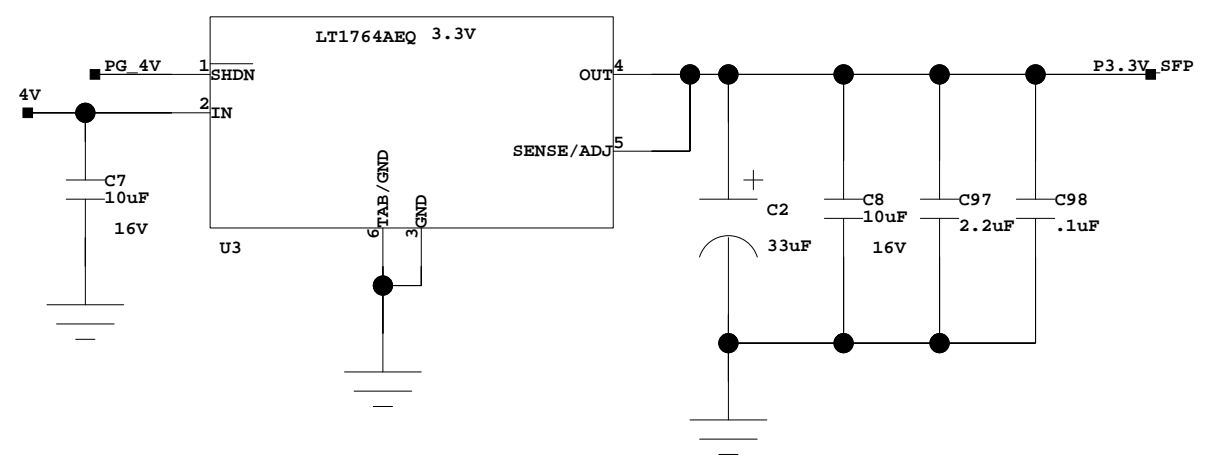 LT1764AEQ 3.3V
PG_4V
1
SHDN
4V
2
IN
OUT
4
P3.3V_SFP
SENSE/ADJ
5
TAB/GND
6
GND
3
U3
C7
10uF
16V
+
C2
33uF
C8
10uF
16V
C97
2.2uF
C98
.1uF